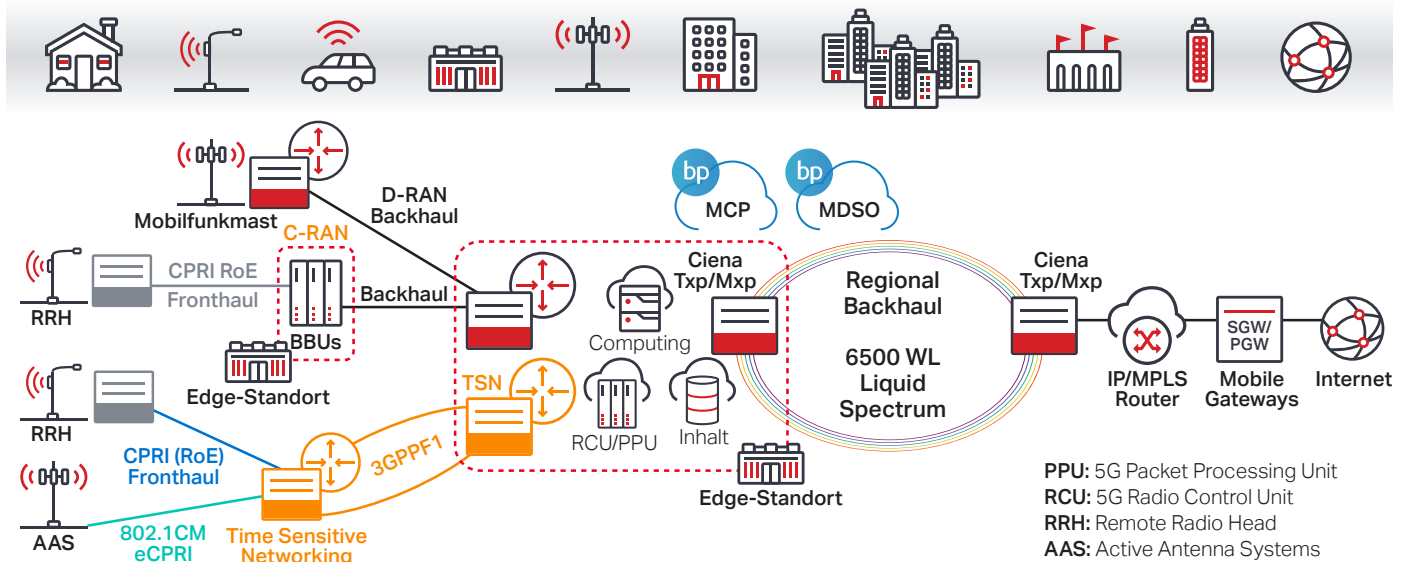 bp
MCP
bp
MDSO
Mobilfunkmast
D-RAN
Backhaul
C-RAN
CPRI RoE
Fronthaul
RRH
BBUs
Backhaul
Edge-Standort
Computing
Ciena
Txp/Mxp
Regional
Backhaul
6500 WL
Liquid
Spectrum
Ciena
Txp/Mxp
IP/MPLS
Router
SGW/
PGW
Mobile
Gateways
Internet
RRH
CPRI (RoE)
Fronthaul
TSN
3GPPF1
RCU/PPU
Inhalt
Edge-Standort
AAS
802.1CM
eCPRI
Time Sensitive
Networking
PPU: 5G Packet Processing Unit
RCU: 5G Radio Control Unit
RRH: Remote Radio Head
AAS: Active Antenna Systems